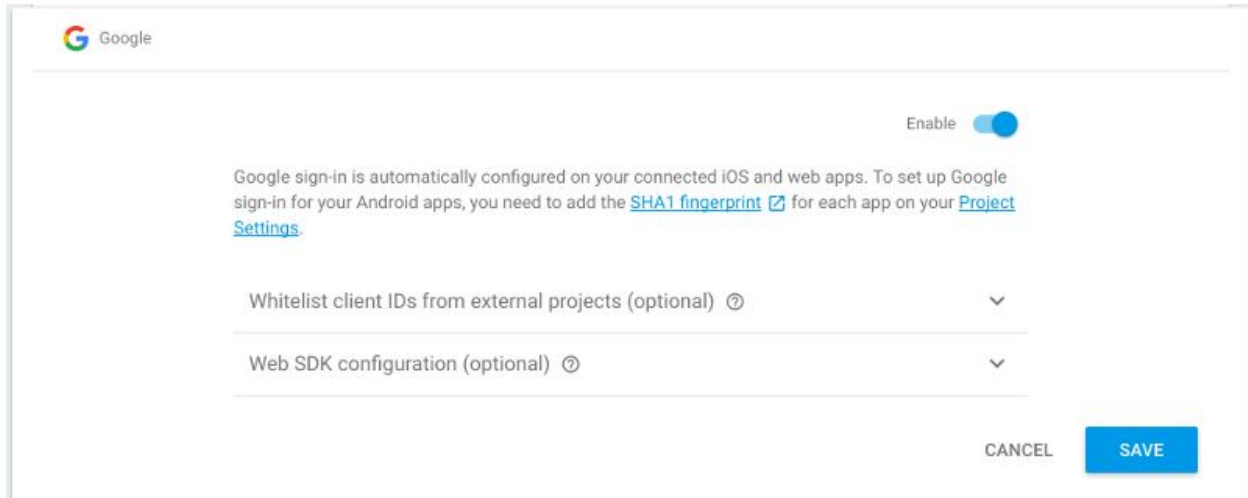 Google
Enable
Google sign-in is automatically configured on your connected iOS and web apps. To set up Google
sign-in for your Android apps, you need to add the SHA1 fingerprint for each app on your Project
Settings.
Whitelist client IDs from external projects (optional)
Web SDK configuration (optional)
CANCEL SAVE